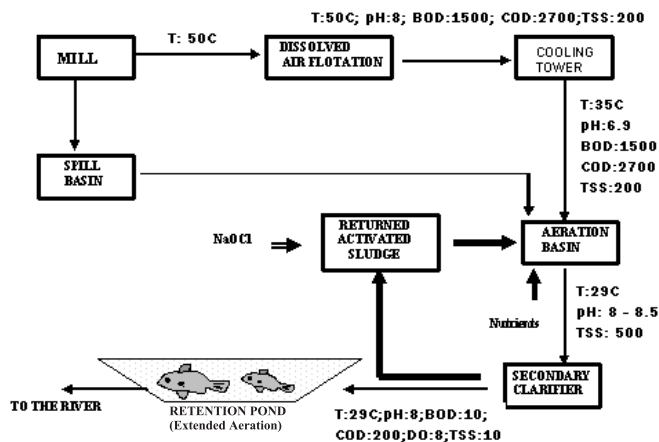 T:50C; pH:8; BOD:1500; COD:2700;TSS:200
T: 50C
MILL
DISSOLVED
AIR FLOTATION
COOLING
TOWER
T:35C
pH:6.9
BOD:1500
COD:2700
TSS:200
SPILL
BASIN
NaOCl
RETURNED
ACTIVATED
SLUDGE
AERATION
BASIN
Nutrients
T:29C
pH: 8 – 8.5
TSS: 500
SECONDARY
CLARIFIER
TO THE RIVER
RETENTION POND
(Extended Aeration)
T:29C;pH:8;BOD:10;
COD:200;DO:8;TSS:10